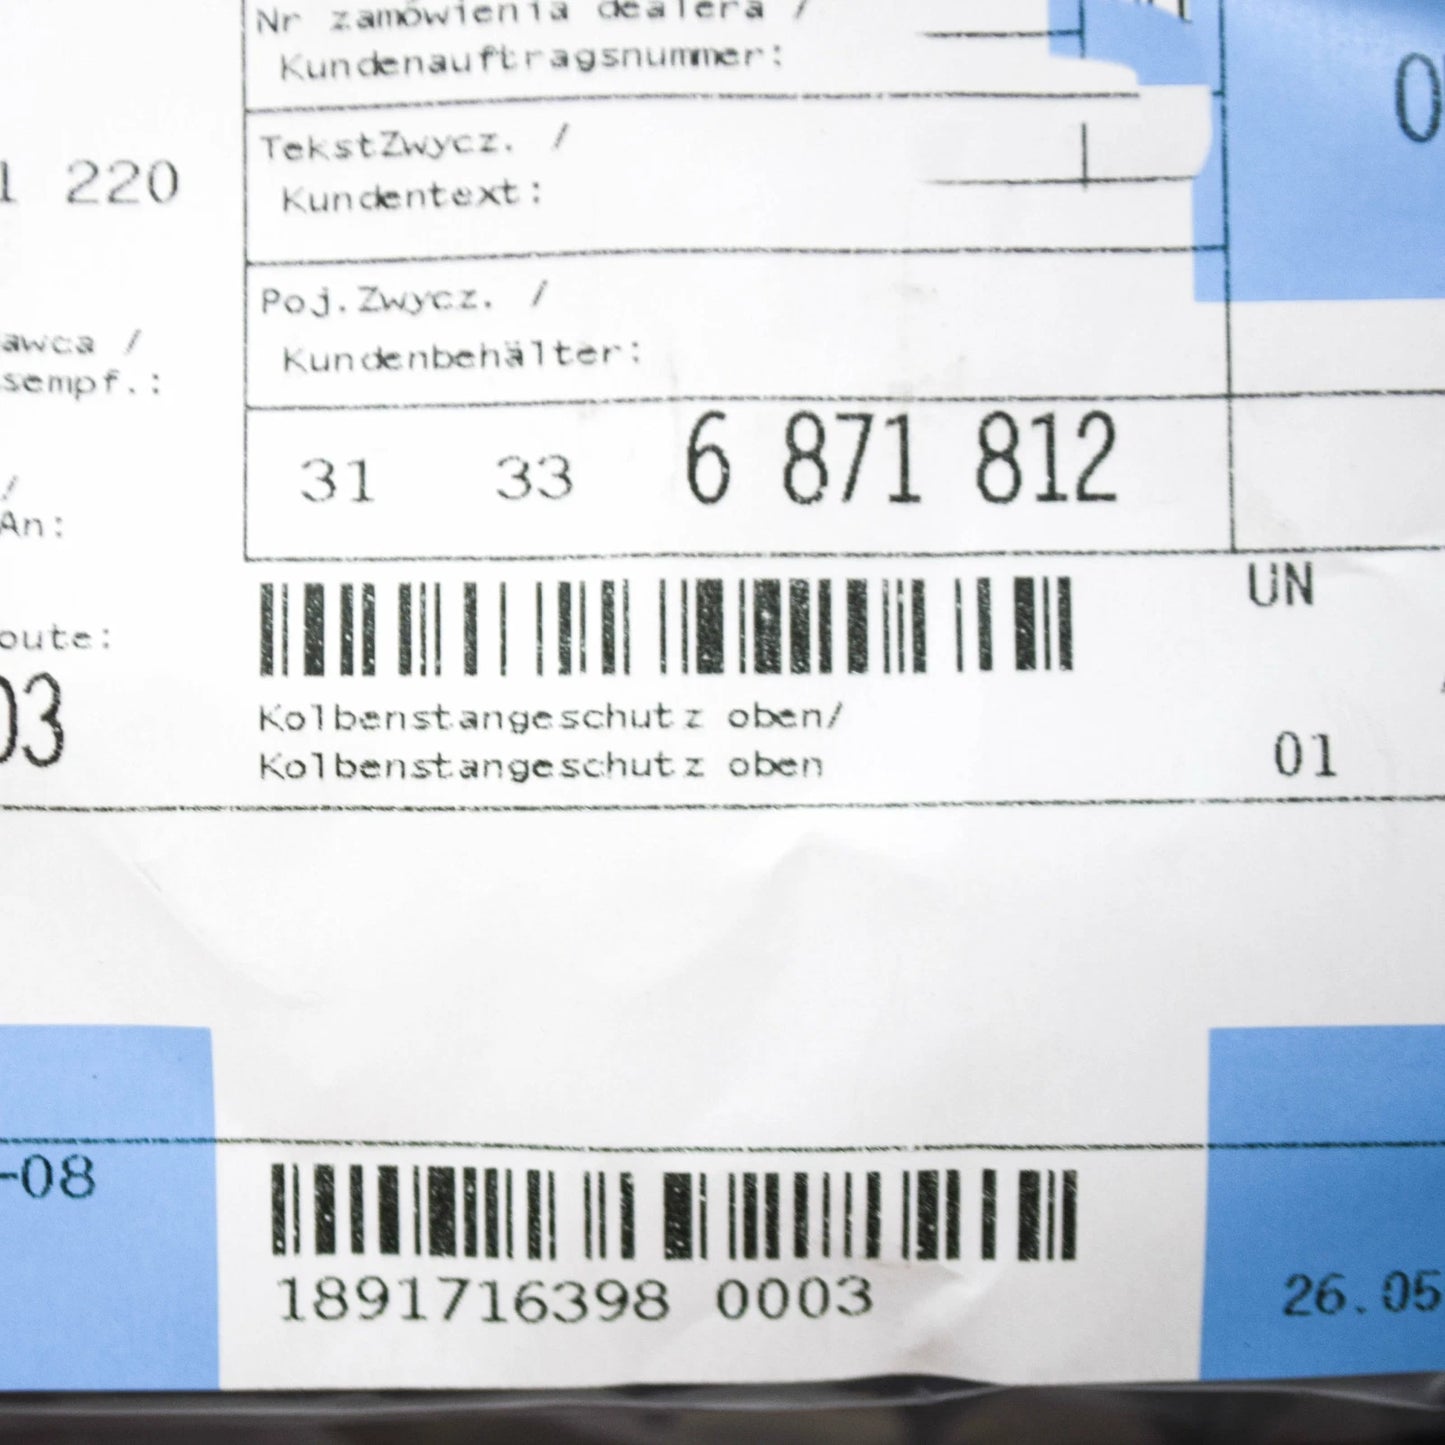 Nr zamówienia dealera /
Kundenauftragsnummer:
TekstZwycz. /
Kundentext:
1 220
Poj.Zwycz. /
Kundenbehälter:
awca /
sempf.:
31 33 6 871 812
/
An:
UN
oute:
03
Kolbenstangeschutz oben/
Kolbenstangeschutz oben
01
-08
1891716398 0003
26.05